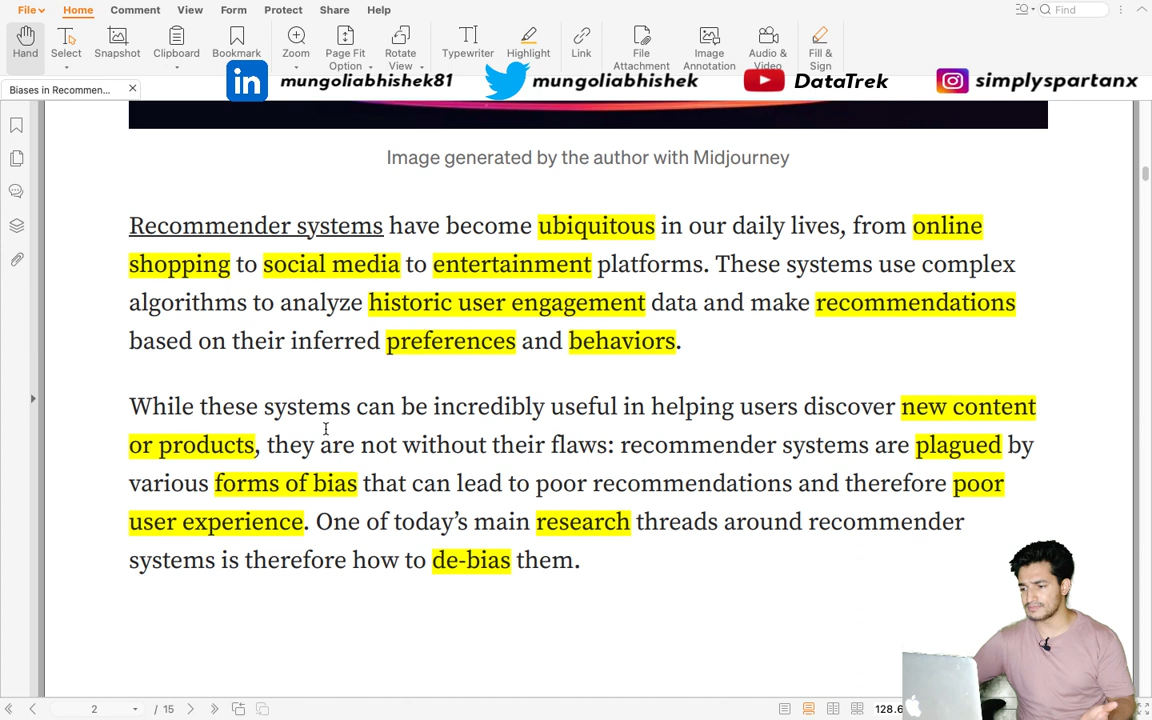 File Home Comment View Form Protect Share Help Find
Hand Select Snapshot Clipboard Bookmark Zoom Page Fit Option Rotate View Typewriter Highlight Link File Attachment Image Annotation Audio & Video Fill & Sign
in mungoliabhishek81 mungoliabhishek DataTrek simplyspartanx
Biases in Recommen...
Image generated by the author with Midjourney
Recommender systems have become ubiquitous in our daily lives, from online
shopping to social media to entertainment platforms. These systems use complex
algorithms to analyze historic user engagement data and make recommendations
based on their inferred preferences and behaviors.
While these systems can be incredibly useful in helping users discover new content
or products, they are not without their flaws: recommender systems are plagued by
various forms of bias that can lead to poor recommendations and therefore poor
user experience. One of today's main research threads around recommender
systems is therefore how to de-bias them.
2 / 15 128.6